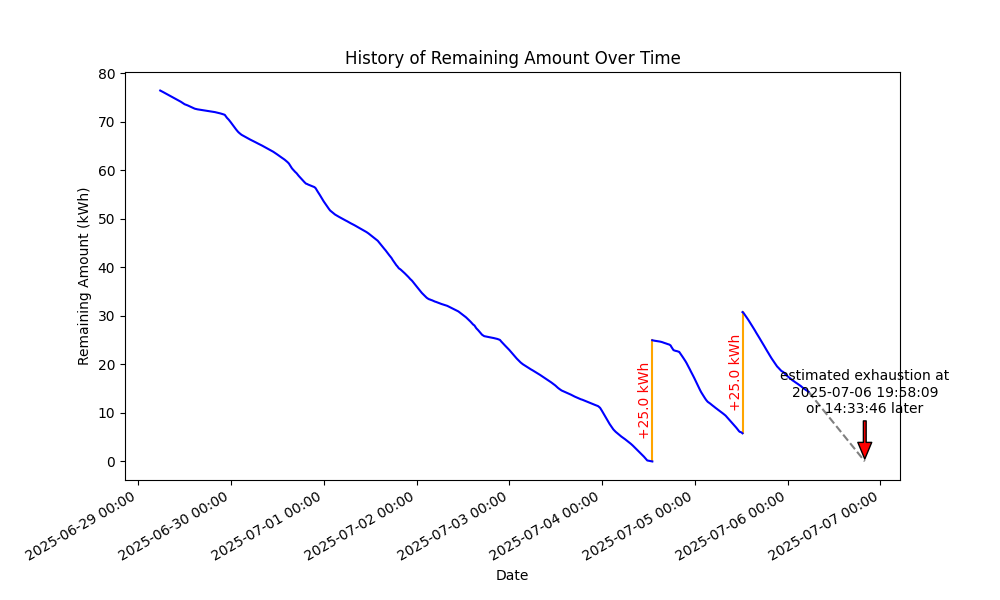 History of Remaining Amount Over Time
Remaining Amount (kWh)
80
70
60
50
40
30
20
10
0
+25.0 kWh
+25.0 kWh
estimated exhaustion at
2025-07-06 19:58:09
or 14:33:46 later
2025-06-29 00:00
2025-06-30 00:00
2025-07-01 00:00
2025-07-02 00:00
2025-07-03 00:00
2025-07-04 00:00
2025-07-05 00:00
2025-07-06 00:00
2025-07-07 00:00
Date